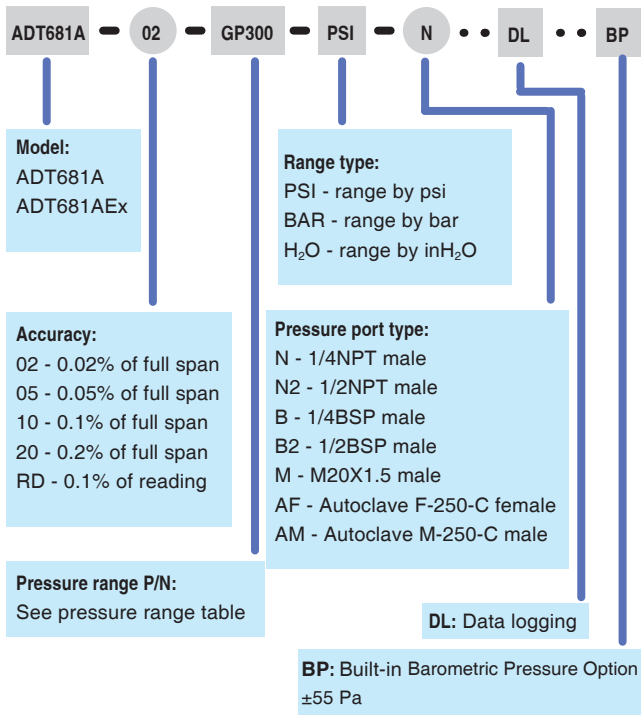 ADT681A - 02 - GP300 - PSI - N ·· DL ·· BP
Model:
ADT681A
ADT681AEx
Range type:
PSI - range by psi
BAR - range by bar
H₂O - range by inH₂O
Accuracy:
02 - 0.02% of full span
05 - 0.05% of full span
10 - 0.1% of full span
20 - 0.2% of full span
RD - 0.1% of reading
Pressure port type:
N - 1/4NPT male
N2 - 1/2NPT male
B - 1/4BSP male
B2 - 1/2BSP male
M - M20X1.5 male
AF - Autoclave F-250-C female
AM - Autoclave M-250-C male
Pressure range P/N:
See pressure range table
DL: Data logging
BP: Built-in Barometric Pressure Option
±55 Pa